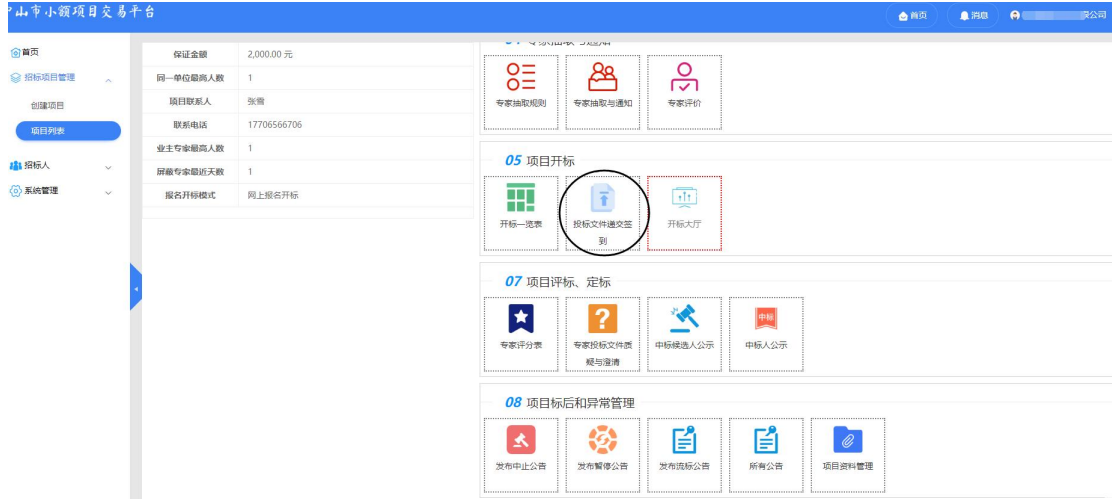 山市小额项目交易平台
首页
消息
公司
首页
招标项目管理
创建项目
项目列表
招标人
系统管理
保证金额 2,000.00 元
同一单位最高人数 1
项目联系人 张雪
联系电话 17706566706
业主专家最高人数 1
屏蔽专家最近天数 1
报名开标模式 网上报名开标
专家抽取规则
专家抽取与通知
专家评价
05 项目开标
开标一览表
投标文件递交签
到
开标大厅
07 项目评标、定标
专家评分表
专家投标文件质
疑与澄清
中标候选人公示
中标
中标人公示
08 项目标后和异常管理
发布中止公告
发布暂停公告
发布流标公告
所有公告
项目资料管理